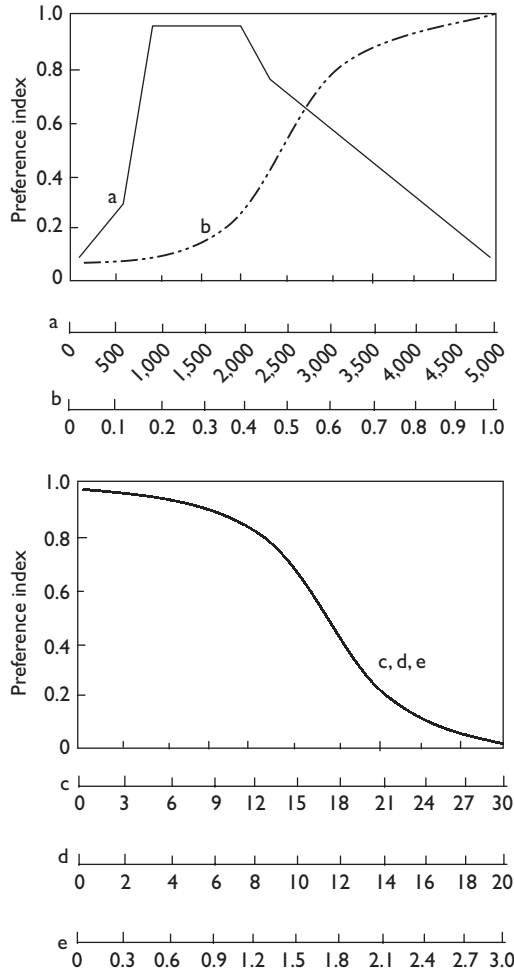 1.0
0.8
0.6
0.4
0.2
0
Preference index
a
b
a
0 500 1,000 1,500 2,000 2,500 3,000 3,500 4,000 4,500 5,000
b
0 0.1 0.2 0.3 0.4 0.5 0.6 0.7 0.8 0.9 1.0
1.0
0.8
0.6
0.4
0.2
0
Preference index
c, d, e
c
0 3 6 9 12 15 18 21 24 27 30
d
0 2 4 6 8 10 12 14 16 18 20
e
0 0.3 0.6 0.9 1.2 1.5 1.8 2.1 2.4 2.7 3.0